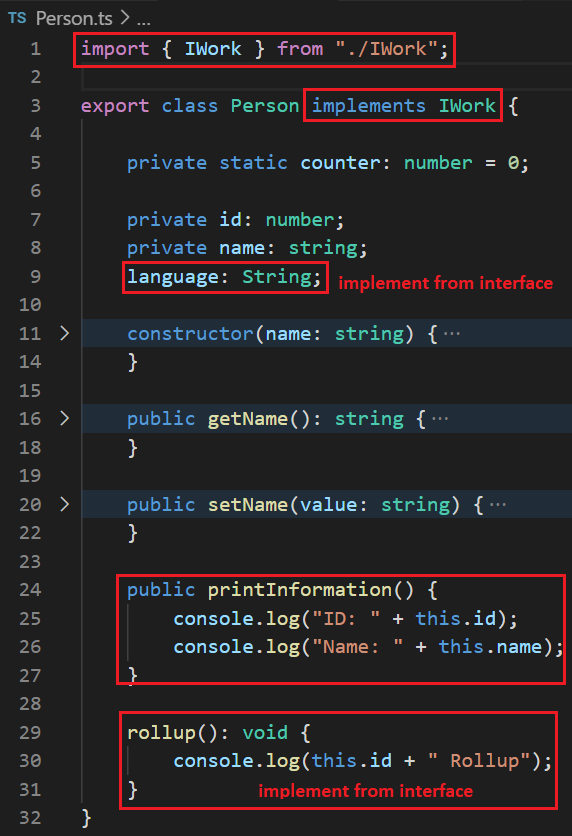 TS Person.ts > ...
1 import { IWork } from "./IWork";
2
3 export class Person implements IWork {
4
5 private static counter: number = 0;
6
7 private id: number;
8 private name: string;
9 language: String; implement from interface
10
11 > constructor(name: string) { ...
14 }
15
16 > public getName(): string { ...
18 }
19
20 > public setName(value: string) { ...
22 }
23
24 public printInformation() {
25 console.log("ID: " + this.id);
26 console.log("Name: " + this.name);
27 }
28
29 rollup(): void {
30 console.log(this.id + " Rollup");
31 } implement from interface
32 }